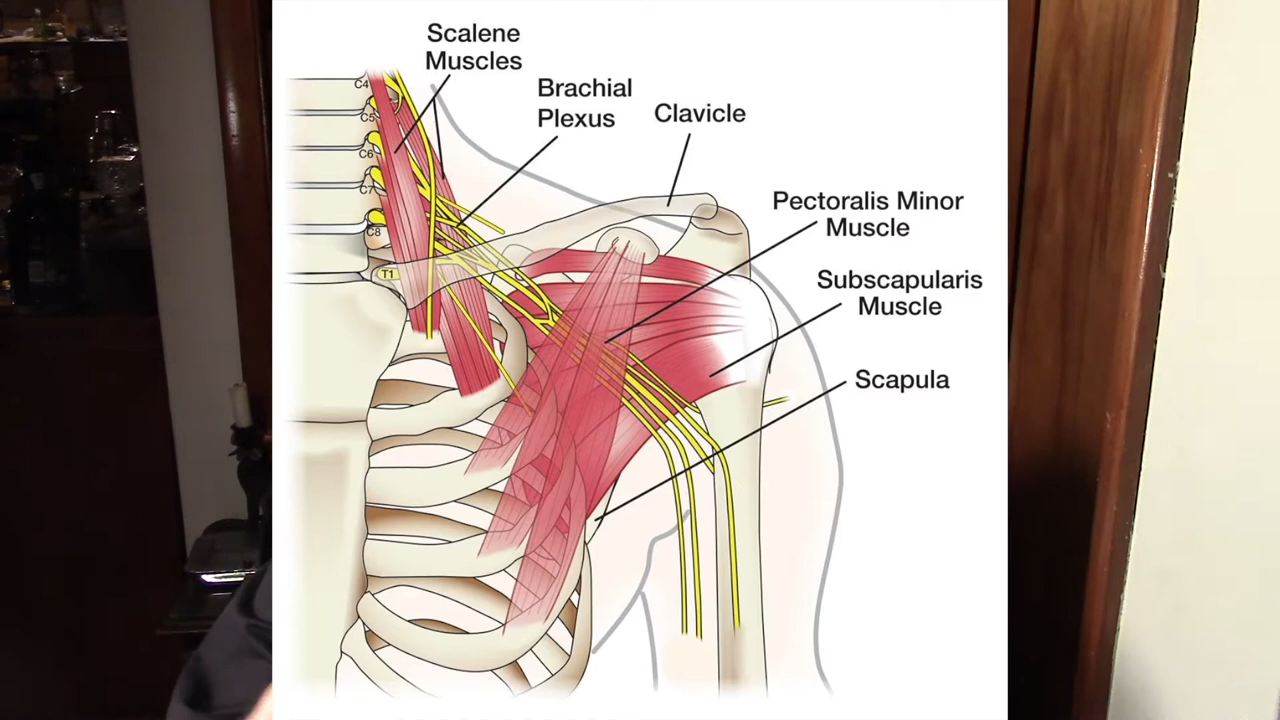 Scalene
Muscles
Brachial
Plexus
Clavicle
Pectoralis Minor
Muscle
Subscapularis
Muscle
Scapula
C4
C5
C6
C7
C8
T1